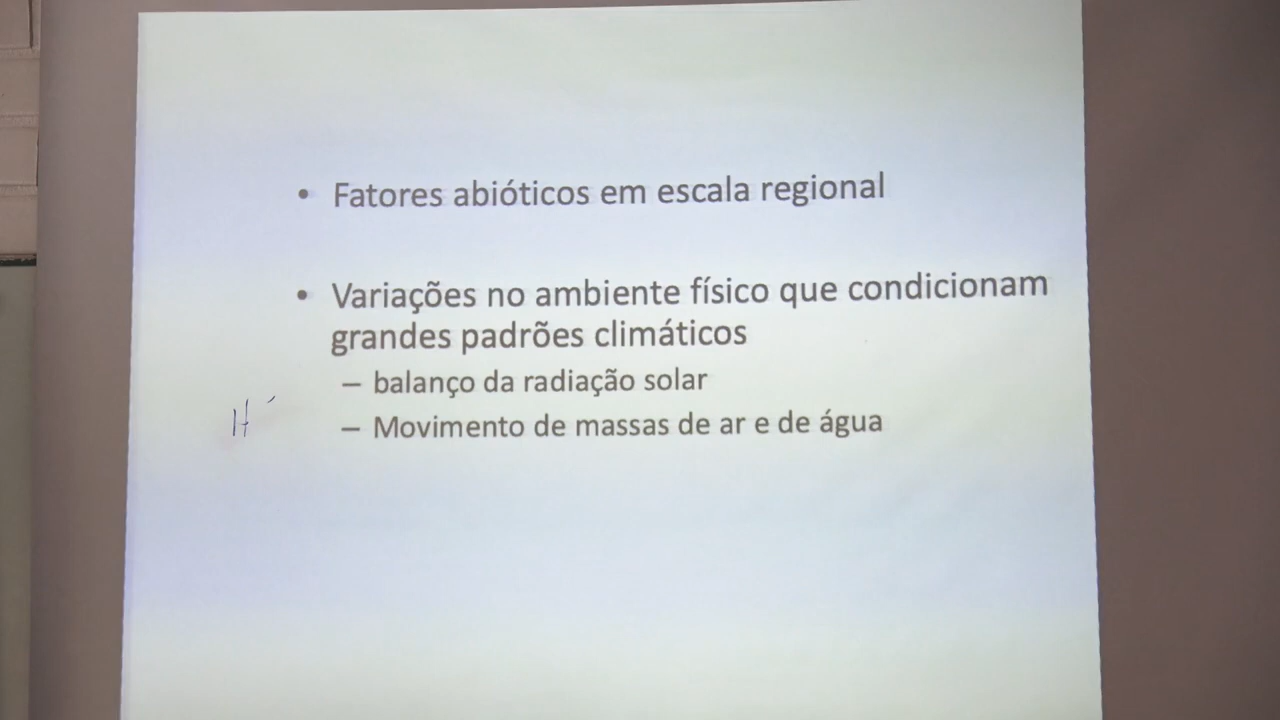 • Fatores abióticos em escala regional
• Variações no ambiente físico que condicionam
grandes padrões climáticos
– balanço da radiação solar
– Movimento de massas de ar e de água